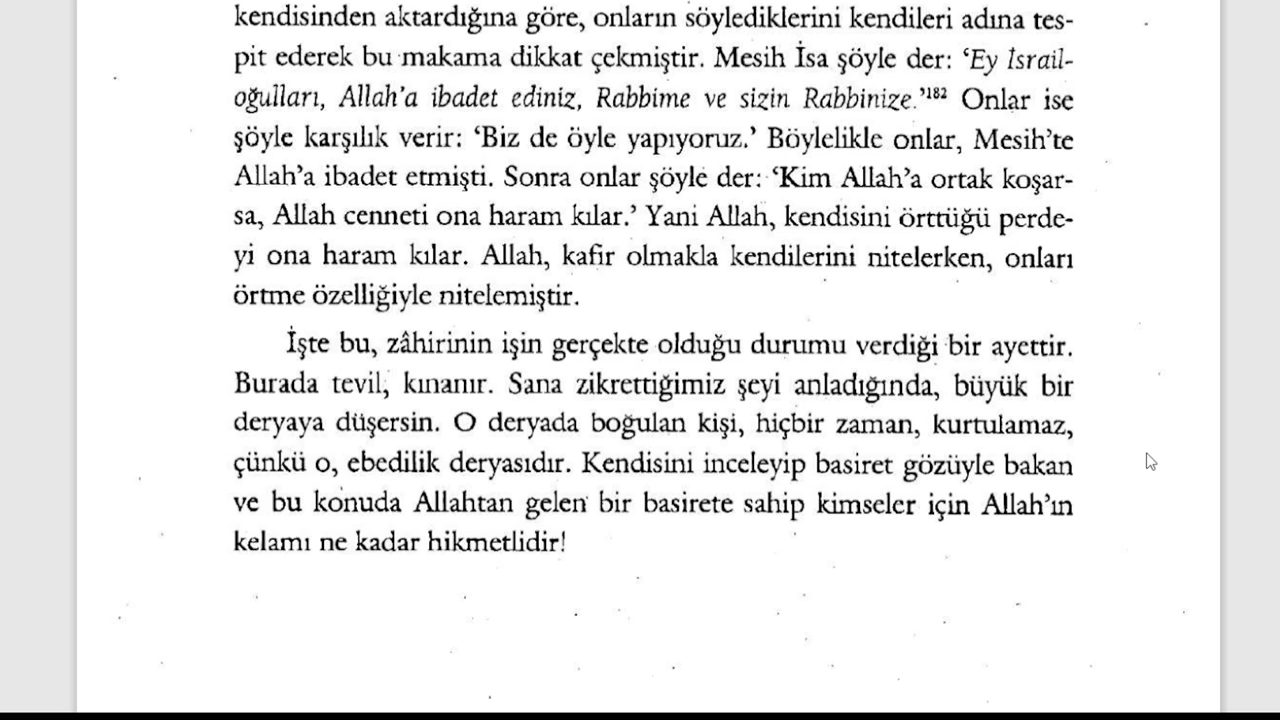 kendisinden aktardığına göre, onların söylediklerini kendileri adına tes-
pit ederek bu makama dikkat çekmiştir. Mesih İsa şöyle der: ‘Ey İsrail-
oğulları, Allah’a ibadet ediniz, Rabbime ve sizin Rabbinize.’¹⁸² Onlar ise
şöyle karşılık verir: ‘Biz de öyle yapıyoruz.’ Böylelikle onlar, Mesih’te
Allah’a ibadet etmişti. Sonra onlar şöyle der: ‘Kim Allah’a ortak koşar-
sa, Allah cenneti ona haram kılar.’ Yani Allah, kendisini örttüğü perde-
yi ona haram kılar. Allah, kafir olmakla kendilerini nitelerken, onları
örtme özelliğiyle nitelemiştir.
İşte bu, zâhirinin işin gerçekte olduğu durumu verdiği bir ayettir.
Burada tevil, kınanır. Sana zikrettiğimiz şeyi anladığında, büyük bir
deryaya düşersin. O deryada boğulan kişi, hiçbir zaman, kurtulamaz,
çünkü o, ebedilik deryasıdır. Kendisini inceleyip basiret gözüyle bakan
ve bu konuda Allahtan gelen bir basirete sahip kimseler için Allah’ın
kelamı ne kadar hikmetlidir!